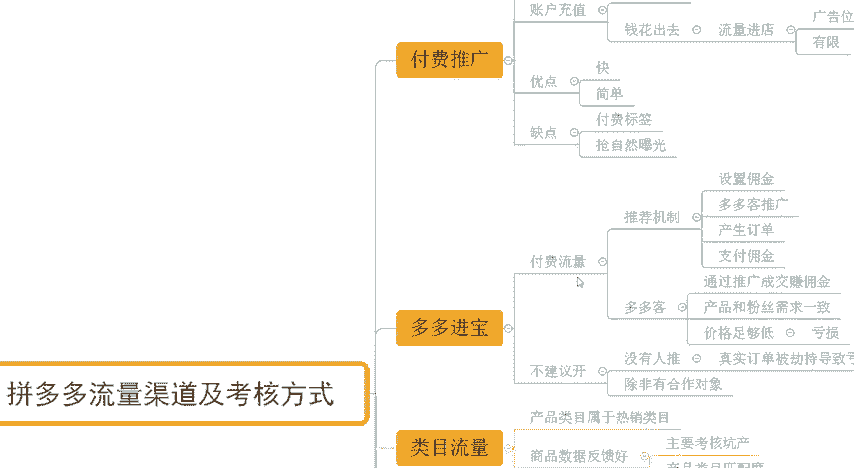 账户充值
钱花出去
流量进店
广告位
有限
付费推广
优点
快
简单
缺点
付费标签
抢自然曝光
多多进宝
付费流量
推荐机制
设置佣金
多多客推广
产生订单
支付佣金
多多客
通过推广成交赚佣金
产品和粉丝需求一致
价格足够低
亏损
不建议开
没有人推
真实订单被劫持导致亏
除非有合作对象
拼多多流量渠道及考核方式
类目流量
产品类目属于热销类目
商品数据反馈好
主要考核坑产
产品类目匹配度